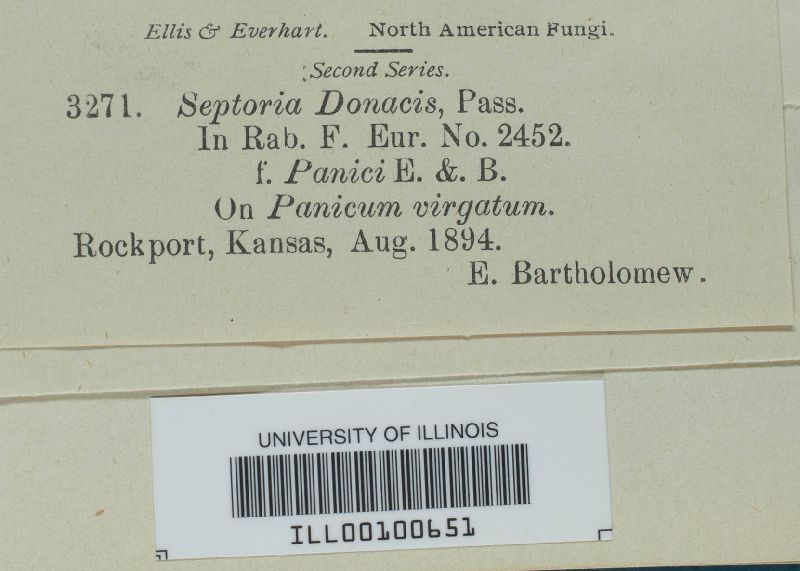 Ellis & Everhart. North American Fungi.
Second Series.
3271. Septoria Donacis, Pass.
In Rab. F. Eur. No. 2452.
f. Panici E. &. B.
On Panicum virgatum.
Rockport, Kansas, Aug. 1894.
E. Bartholomew.
UNIVERSITY OF ILLINOIS
ILL00100651